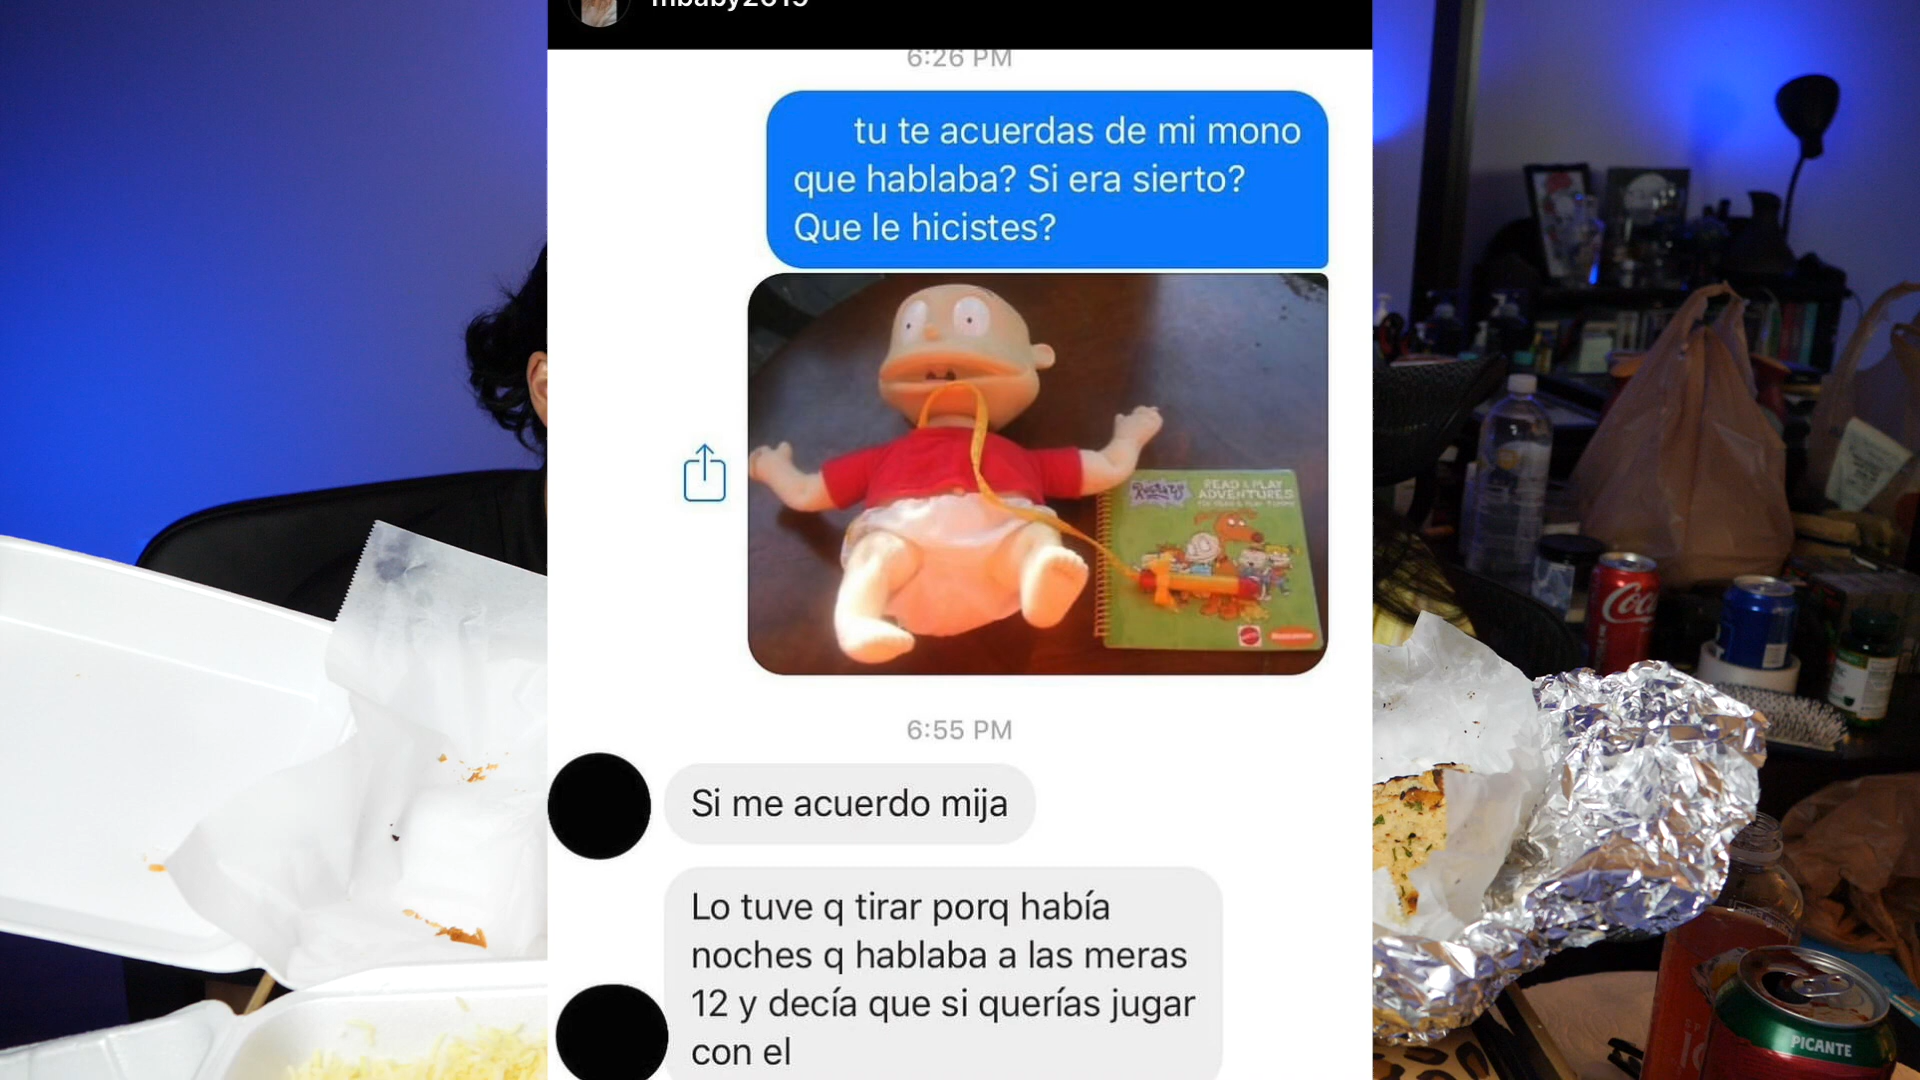 mbaby2019
6:26 PM
tu te acuerdas de mi mono
que hablaba? Si era sierto?
Que le hicistes?
Rugrats
READ & PLAY
ADVENTURES
6:55 PM
Si me acuerdo mija
Lo tuve q tirar porq había
noches q hablaba a las meras
12 y decía que si querías jugar
con el
PICANTE